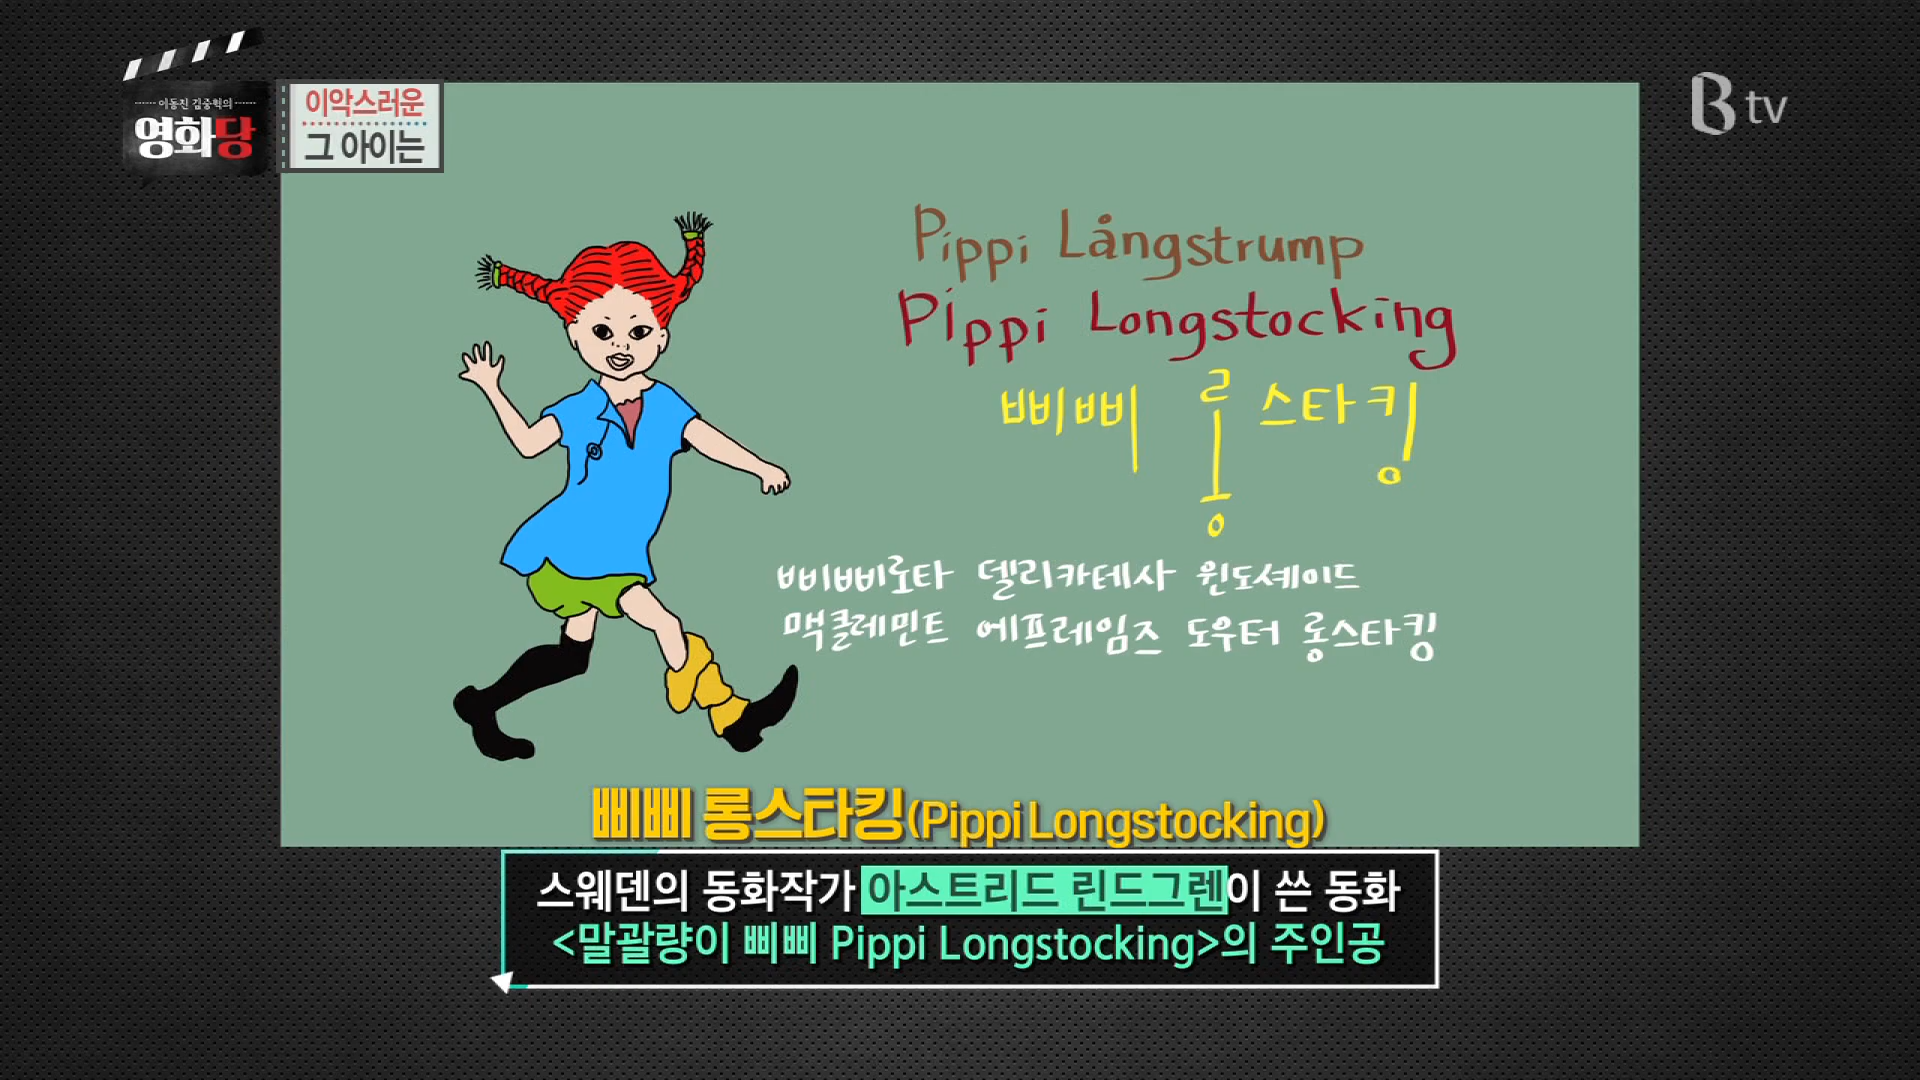 이동진 김중혁의
영화당
이악스러운
그 아이는
B tv
Pippi Långstrump
Pippi Longstocking
삐삐 롱스타킹
삐삐로타 델리카테사 윈도셰이드
맥클레민트 에프레임즈 도우터 롱스타킹
삐삐 롱스타킹(Pippi Longstocking)
스웨덴의 동화작가 아스트리드 린드그렌이 쓴 동화
<말괄량이 삐삐 Pippi Longstocking>의 주인공